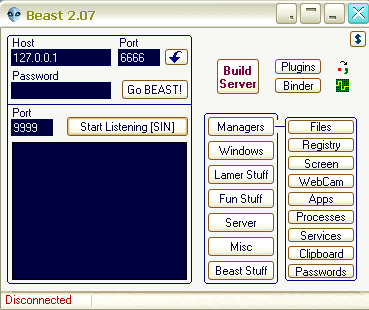 Beast 2.07
Host Port
127.0.0.1 6666
Password
Go BEAST!
Port
9999 Start Listening [SIN]
Build
Server
Plugins
Binder
$
Managers
Windows
Lamer Stuff
Fun Stuff
Server
Misc
Beast Stuff
Files
Registry
Screen
WebCam
Apps
Processes
Services
Clipboard
Passwords
Disconnected